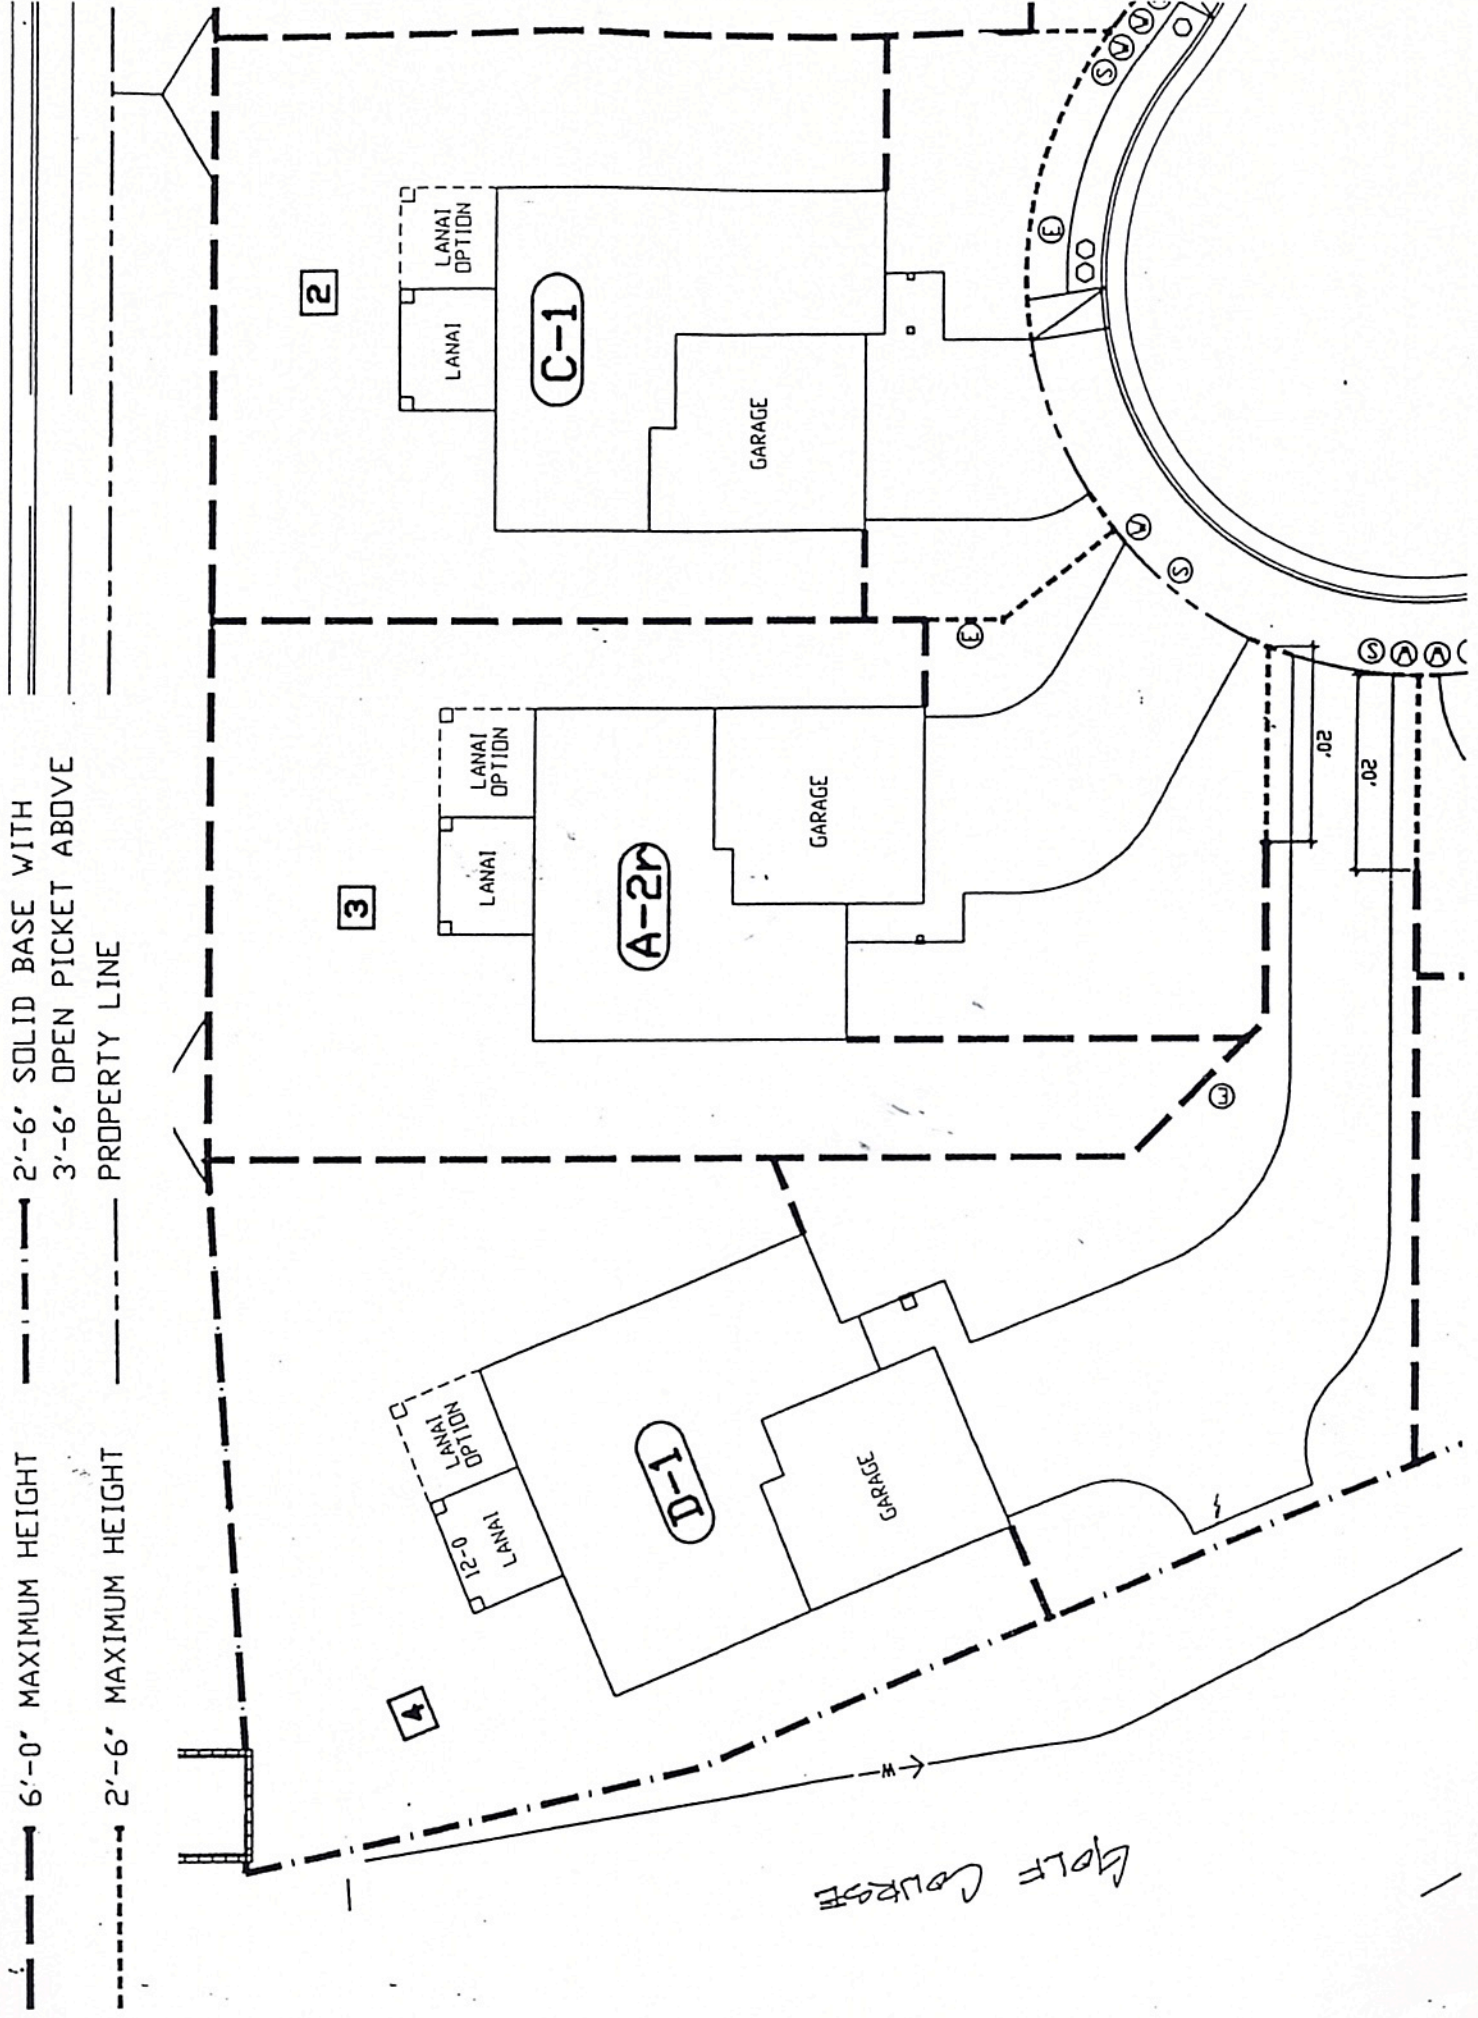 6'-0" MAXIMUM HEIGHT
2'-6" SOLID BASE WITH
3'-6" OPEN PICKET ABOVE
2'-6" MAXIMUM HEIGHT
PROPERTY LINE
2
LANAI
LANAI
OPTION
C-1
GARAGE
E
S
W
W
3
LANAI
LANAI
OPTION
A-2r
GARAGE
E
W
S
20'
20'
S
W
W
E
4
12-0
LANAI
LANAI
OPTION
D-1
GARAGE
W
GOLF COURSE